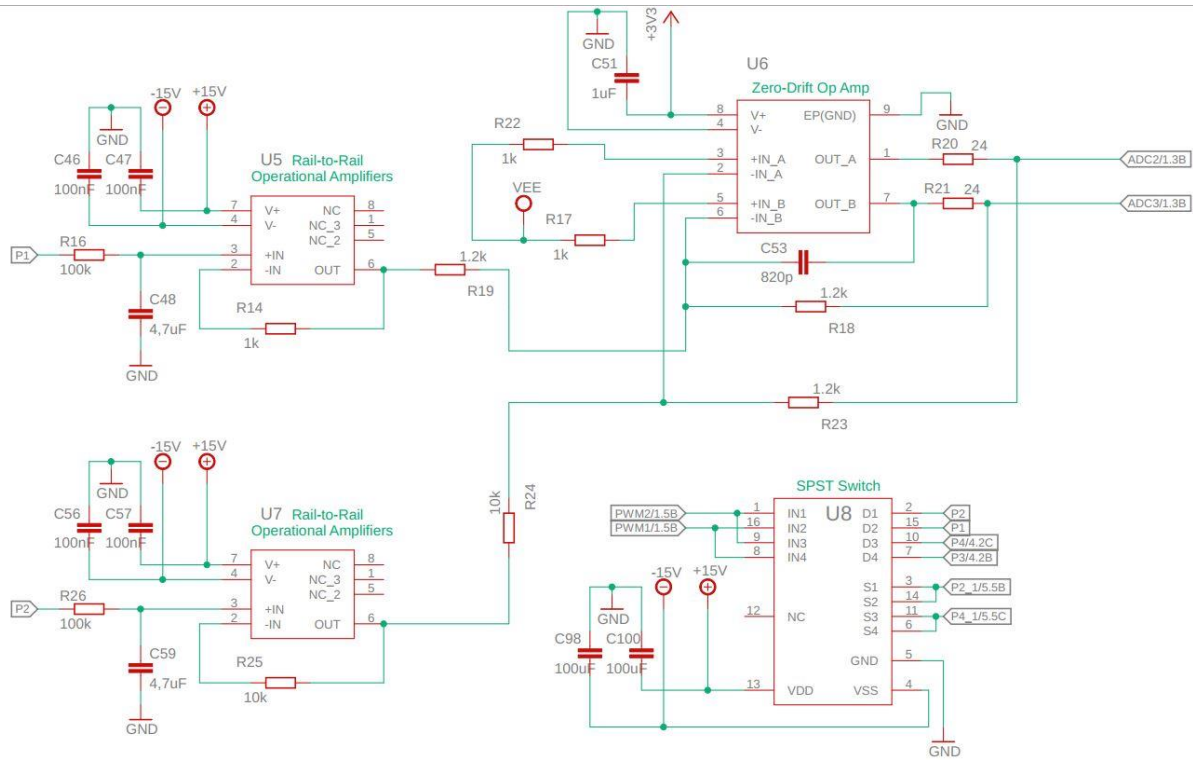 +3V3
GND
C51
1uF
U6
Zero-Drift Op Amp
8 V+ EP(GND) 9
4 V-
GND
R22
1k
3 +IN_A OUT_A 1
2 -IN_A
R20 24
ADC2/1.3B
VEE
5 +IN_B OUT_B 7
6 -IN_B
R21 24
ADC3/1.3B
R17
1k
C53
820p
1.2k
R18
-15V +15V
GND
C46 C47
100nF 100nF
U5 Rail-to-Rail
Operational Amplifiers
7 V+ NC 8
4 V- NC_3 1
NC_2 5
P1
R16
100k
3 +IN
2 -IN OUT 6
1.2k
R19
C48
4,7uF
GND
R14
1k
1.2k
R23
-15V +15V
GND
C56 C57
100nF 100nF
U7 Rail-to-Rail
Operational Amplifiers
7 V+ NC 8
4 V- NC_3 1
NC_2 5
P2
R26
100k
3 +IN
2 -IN OUT 6
10k
R24
C59
4,7uF
GND
R25
10k
SPST Switch
U8
PWM2/1.5B 1 IN1 D1 2 P2
PWM1/1.5B 16 IN2 D2 15 P1
9 IN3 D3 10 P4/4.2C
8 IN4 D4 7 P3/4.2B
-15V +15V
S1 3 P2_1/5.5B
S2 14
12 NC S3 11 P4_1/5.5C
S4 6
GND
C98 C100
100uF 100uF
GND 5
13 VDD VSS 4
GND